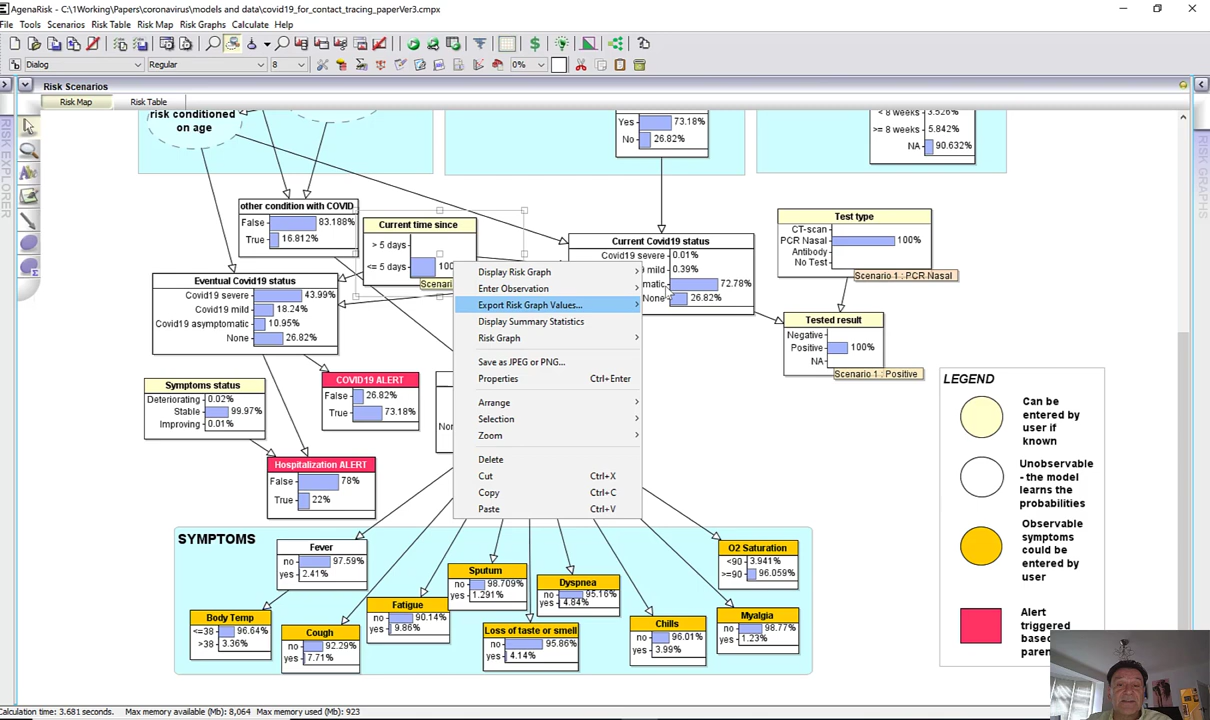 AgenaRisk - C:\1Working\Papers\coronavirus\models and data\covid19_for_contact_tracing_paperVer3.cmpx
File Tools Scenarios Risk Table Risk Map Risk Graphs Calculate Help
Dialog Regular 8 0%
Risk Scenarios
Risk Map Risk Table
RISK EXPLORER
RISK GRAPHS
risk conditioned
on age
Yes 73.18%
No 26.82%
< 8 weeks 3.526%
>= 8 weeks 5.842%
NA 90.632%
other condition with COVID
False 83.188%
True 16.812%
Current time since
> 5 days
<= 5 days 100
Scenari
Current Covid19 status
Covid19 severe 0.01%
mild 0.39%
matic 72.78%
None 26.82%
Test type
CT-scan
PCR Nasal 100%
Antibody
No Test
Scenario 1 : PCR Nasal
Eventual Covid19 status
Covid19 severe 43.99%
Covid19 mild 18.24%
Covid19 asymptomatic 10.95%
None 26.82%
Tested result
Negative
Positive 100%
NA
Scenario 1 : Positive
Display Risk Graph
Enter Observation
Export Risk Graph Values...
Display Summary Statistics
Risk Graph
Save as JPEG or PNG...
Properties Ctrl+Enter
Arrange
Selection
Zoom
Delete
Cut Ctrl+X
Copy Ctrl+C
Paste Ctrl+V
Symptoms status
Deteriorating 0.02%
Stable 99.97%
Improving 0.01%
COVID19 ALERT
False 26.82%
True 73.18%
Hospitalization ALERT
False 78%
True 22%
LEGEND
Can be
entered by
user if
known
Unobservable
- the model
learns the
probabilities
Observable
symptoms
could be
entered by
user
Alert
triggered
based
paren
SYMPTOMS
Fever
no 97.59%
yes 2.41%
Body Temp
<=38 96.64%
>38 3.36%
Cough
no 92.29%
yes 7.71%
Fatigue
no 90.14%
yes 9.86%
Sputum
no 98.709%
yes 1.291%
Loss of taste or smell
no 95.86%
yes 4.14%
Dyspnea
no 95.16%
yes 4.84%
Chills
no 96.01%
yes 3.99%
O2 Saturation
<90 3.941%
>=90 96.059%
Myalgia
no 98.77%
yes 1.23%
Calculation time: 3.681 seconds. Max memory available (Mb): 8,064 Max memory used (Mb): 923